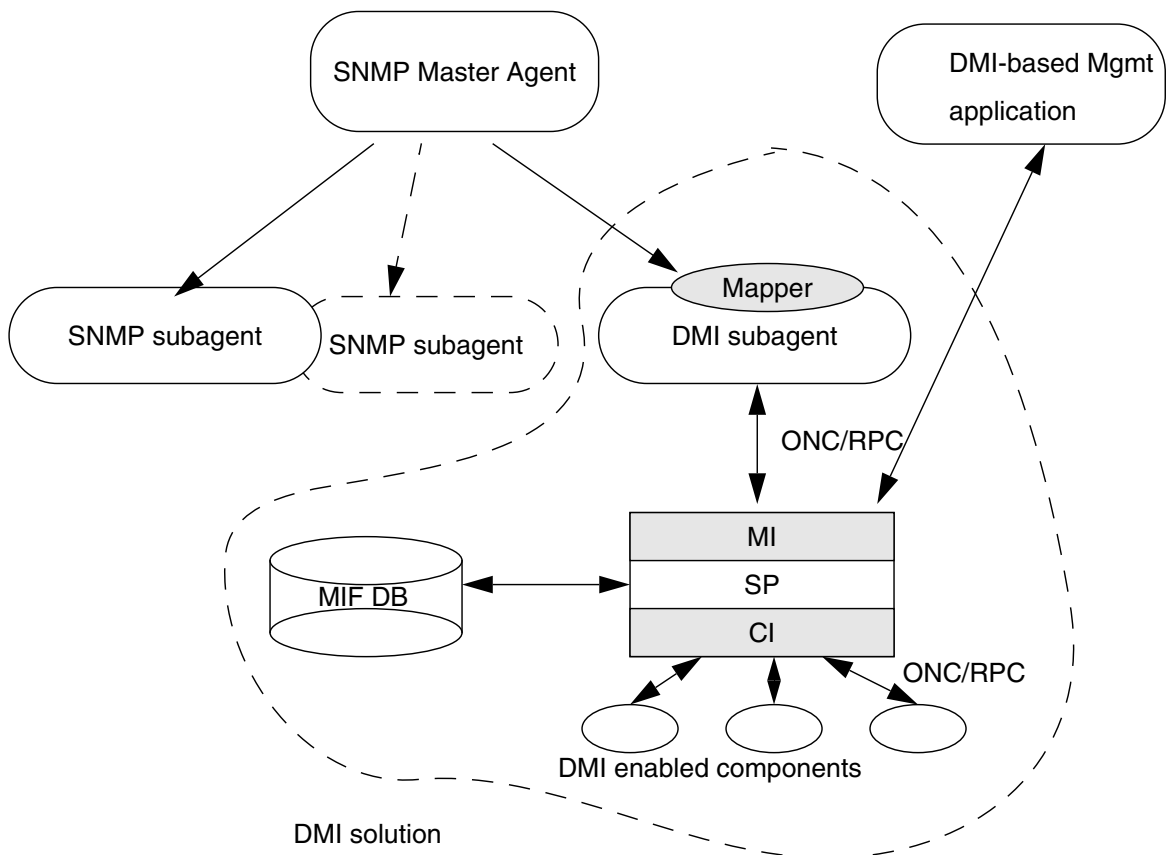 SNMP Master Agent
DMI-based Mgmt
application
Mapper
SNMP subagent
SNMP subagent
DMI subagent
ONC/RPC
MI
SP
CI
MIF DB
ONC/RPC
DMI enabled components
DMI solution